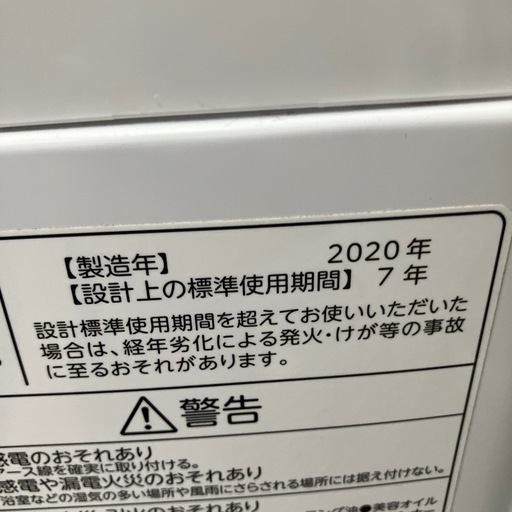 【製造年】 2020年
【設計上の標準使用期間】 7年
設計標準使用期間を超えてお使いいただいた
場合は、経年劣化による発火・けが等の事故
に至るおそれがあります。
警告
感電のおそれあり
アース線を確実に取り付ける。
感電や漏電火災のおそれあり
浴室などの湿気の多い場所や風雨にさらされる場所には据え付けない。
●美容オイル